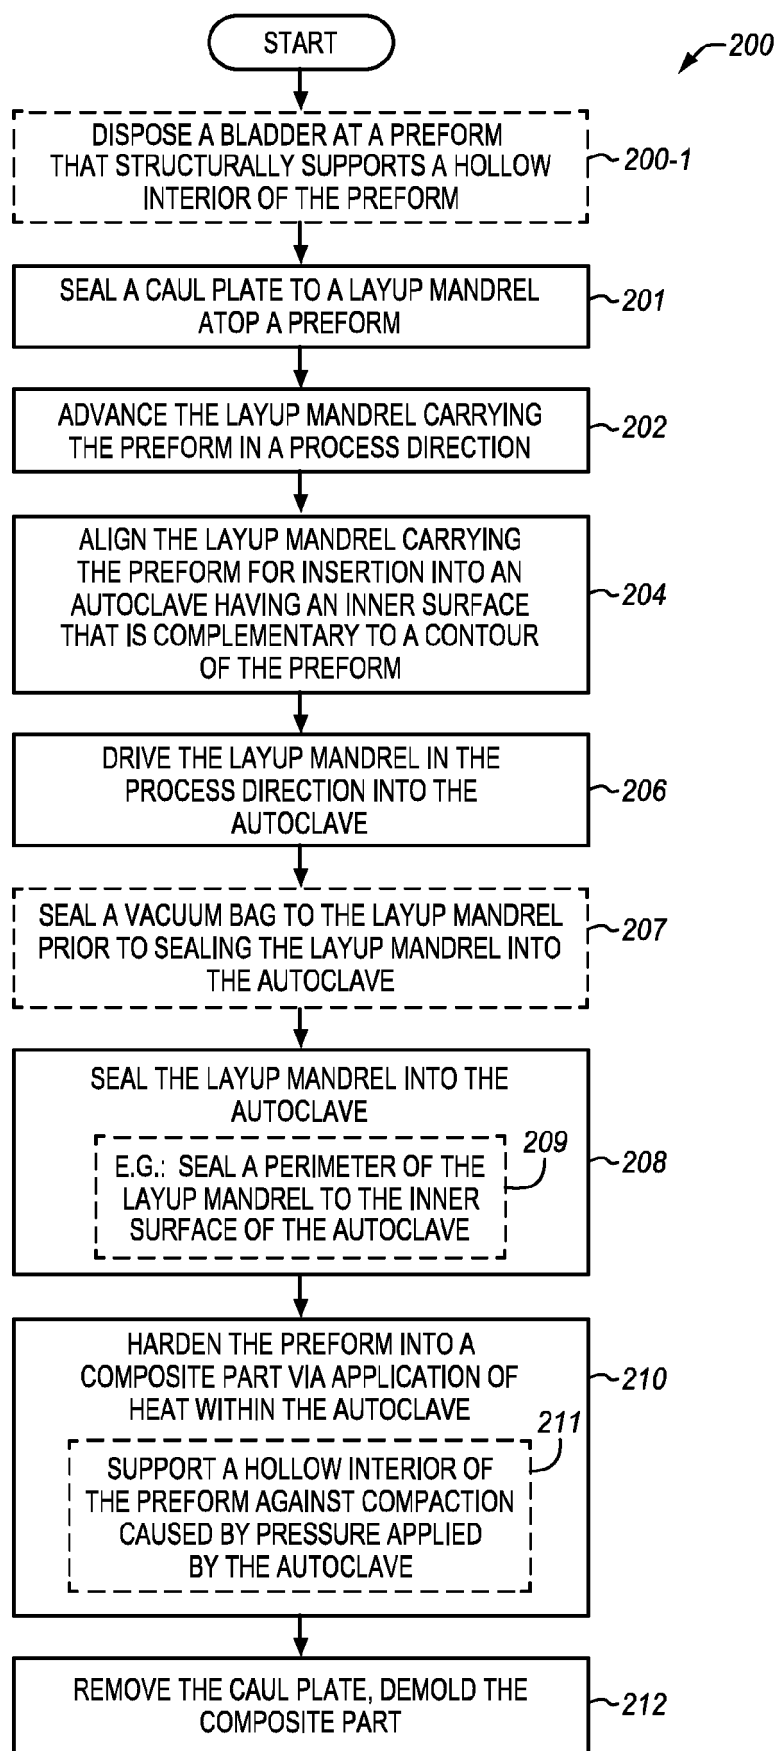 START
200
DISPOSE A BLADDER AT A PREFORM
THAT STRUCTURALLY SUPPORTS A HOLLOW
INTERIOR OF THE PREFORM
200-1
SEAL A CAUL PLATE TO A LAYUP MANDREL
ATOP A PREFORM
201
ADVANCE THE LAYUP MANDREL CARRYING
THE PREFORM IN A PROCESS DIRECTION
202
ALIGN THE LAYUP MANDREL CARRYING
THE PREFORM FOR INSERTION INTO AN
AUTOCLAVE HAVING AN INNER SURFACE
THAT IS COMPLEMENTARY TO A CONTOUR
OF THE PREFORM
204
DRIVE THE LAYUP MANDREL IN THE
PROCESS DIRECTION INTO THE
AUTOCLAVE
206
SEAL A VACUUM BAG TO THE LAYUP MANDREL
PRIOR TO SEALING THE LAYUP MANDREL INTO
THE AUTOCLAVE
207
SEAL THE LAYUP MANDREL INTO THE
AUTOCLAVE
208
209
E.G.: SEAL A PERIMETER OF THE
LAYUP MANDREL TO THE INNER
SURFACE OF THE AUTOCLAVE
HARDEN THE PREFORM INTO A
COMPOSITE PART VIA APPLICATION OF
HEAT WITHIN THE AUTOCLAVE
210
211
SUPPORT A HOLLOW INTERIOR OF
THE PREFORM AGAINST COMPACTION
CAUSED BY PRESSURE APPLIED
BY THE AUTOCLAVE
REMOVE THE CAUL PLATE, DEMOLD THE
COMPOSITE PART
212